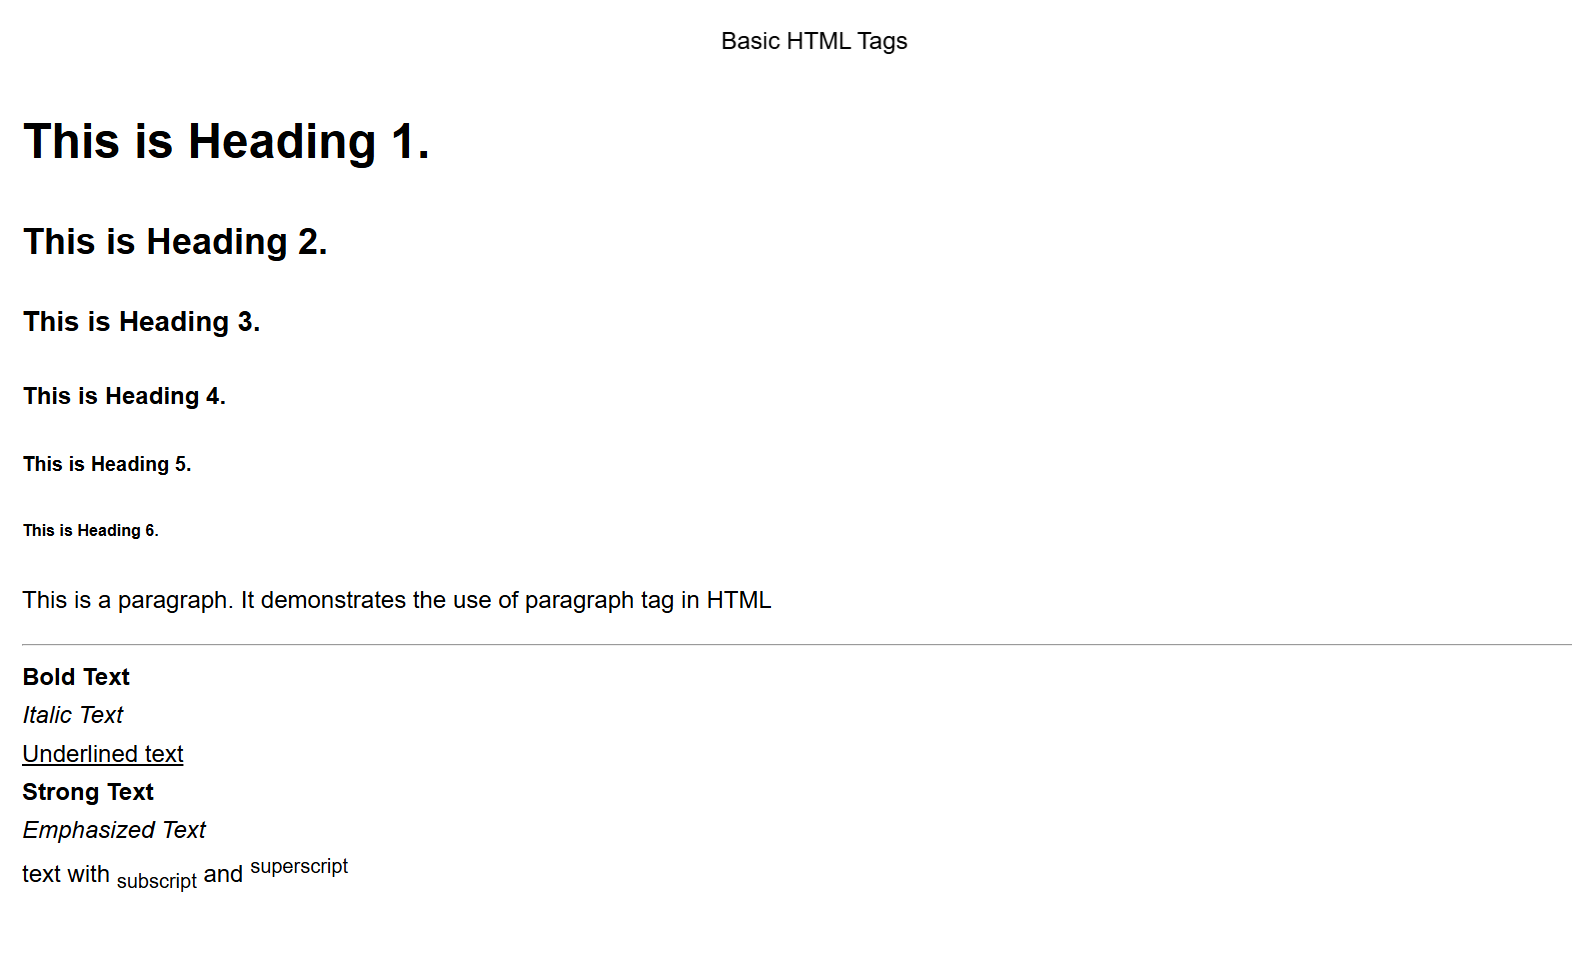 Basic HTML Tags
This is Heading 1.
This is Heading 2.
This is Heading 3.
This is Heading 4.
This is Heading 5.
This is Heading 6.
This is a paragraph. It demonstrates the use of paragraph tag in HTML
Bold Text
Italic Text
Underlined text
Strong Text
Emphasized Text
text with subscript and superscript